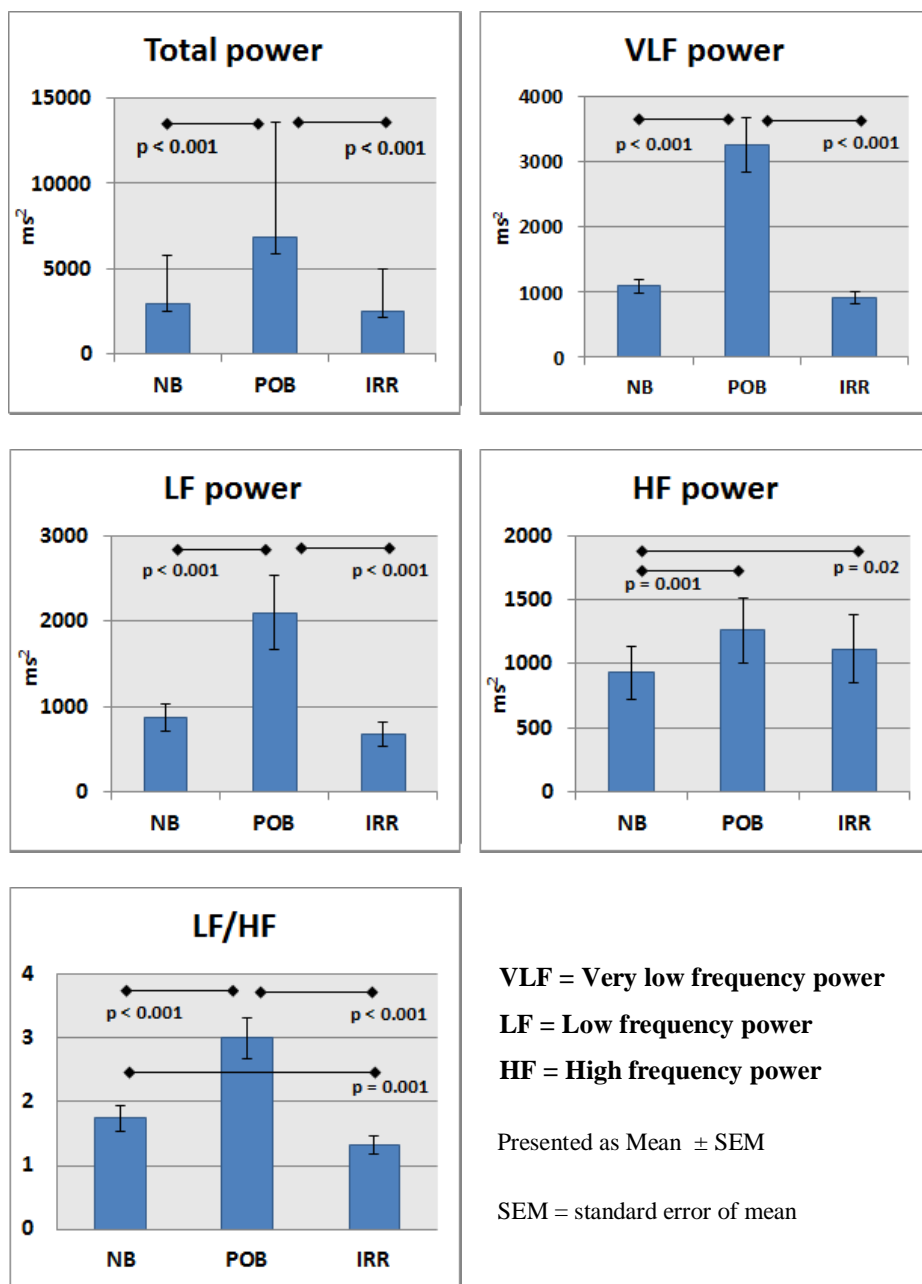 Total power
15000
10000
5000
0
ms²
p < 0.001
p < 0.001
NB POB IRR
VLF power
4000
3000
2000
1000
0
ms²
p < 0.001
p < 0.001
NB POB IRR
LF power
3000
2000
1000
0
ms²
p < 0.001
p < 0.001
NB POB IRR
HF power
2000
1500
1000
500
0
ms²
p = 0.02
p = 0.001
NB POB IRR
LF/HF
4
3
2
1
0
p < 0.001
p < 0.001
p = 0.001
NB POB IRR
VLF = Very low frequency power
LF = Low frequency power
HF = High frequency power
Presented as Mean ± SEM
SEM = standard error of mean